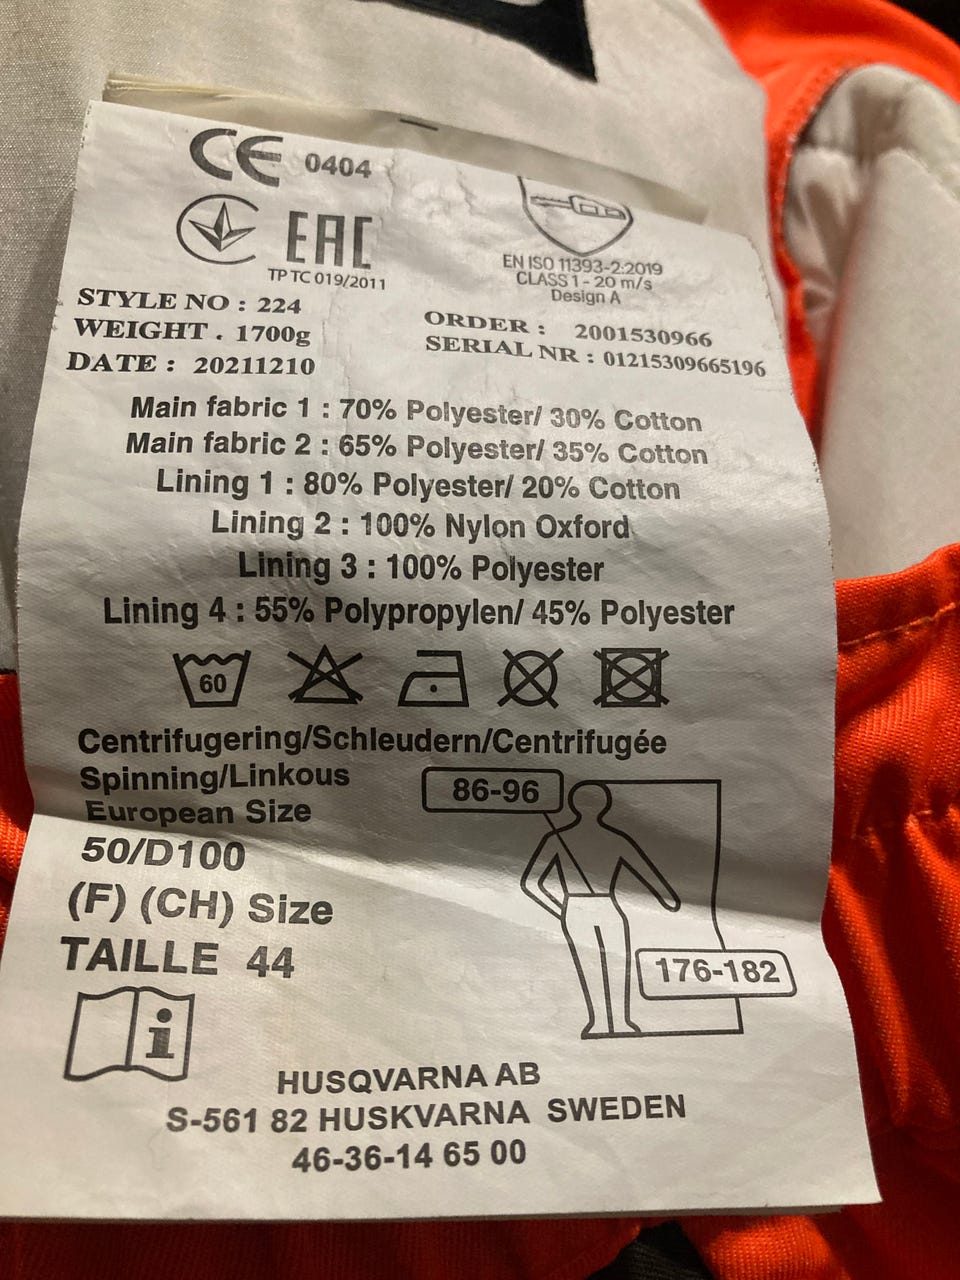 CE 0404
EAC
TP TC 019/2011
EN ISO 11393-2:2019
CLASS 1 - 20 m/s
Design A
STYLE NO : 224
WEIGHT . 1700g
DATE : 20211210
ORDER : 2001530966
SERIAL NR : 01215309665196
Main fabric 1 : 70% Polyester/ 30% Cotton
Main fabric 2 : 65% Polyester/ 35% Cotton
Lining 1 : 80% Polyester/ 20% Cotton
Lining 2 : 100% Nylon Oxford
Lining 3 : 100% Polyester
Lining 4 : 55% Polypropylen/ 45% Polyester
60
Centrifugering/Schleudern/Centrifugée
Spinning/Linkous
European Size
50/D100
(F) (CH) Size
TAILLE 44
86-96
176-182
i
HUSQVARNA AB
S-561 82 HUSKVARNA SWEDEN
46-36-14 65 00